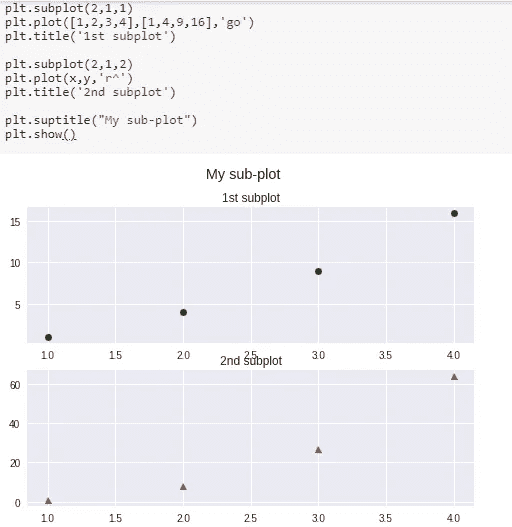 plt.subplot(2,1,1)
plt.plot([1,2,3,4],[1,4,9,16],'go')
plt.title('1st subplot')
plt.subplot(2,1,2)
plt.plot(x,y,'r^')
plt.title('2nd subplot')
plt.suptitle("My sub-plot")
plt.show()
My sub-plot
1st subplot
15
10
5
1.0 1.5 2.0 2.5 3.0 3.5 4.0
2nd subplot
60
40
20
0
1.0 1.5 2.0 2.5 3.0 3.5 4.0